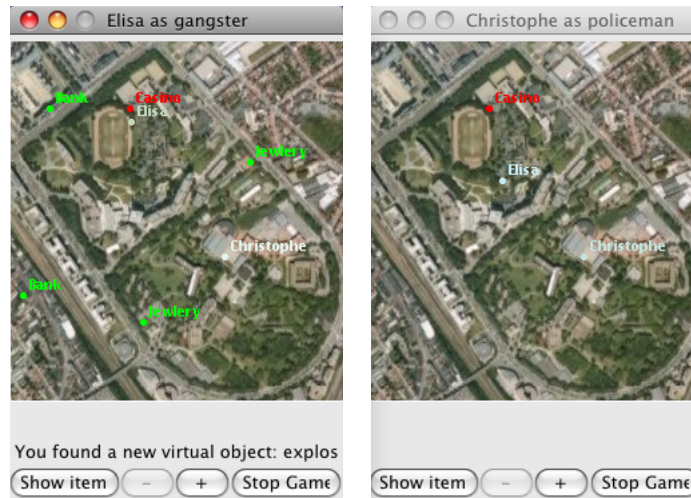 Elisa as gangster
Bank
Casino
Elisa
Jewlery
Christophe
Bank
Jewlery
You found a new virtual object: explos
Show item
-
+
Stop Game
Christophe as policeman
Casino
Elisa
Christophe
Show item
-
+
Stop Gam